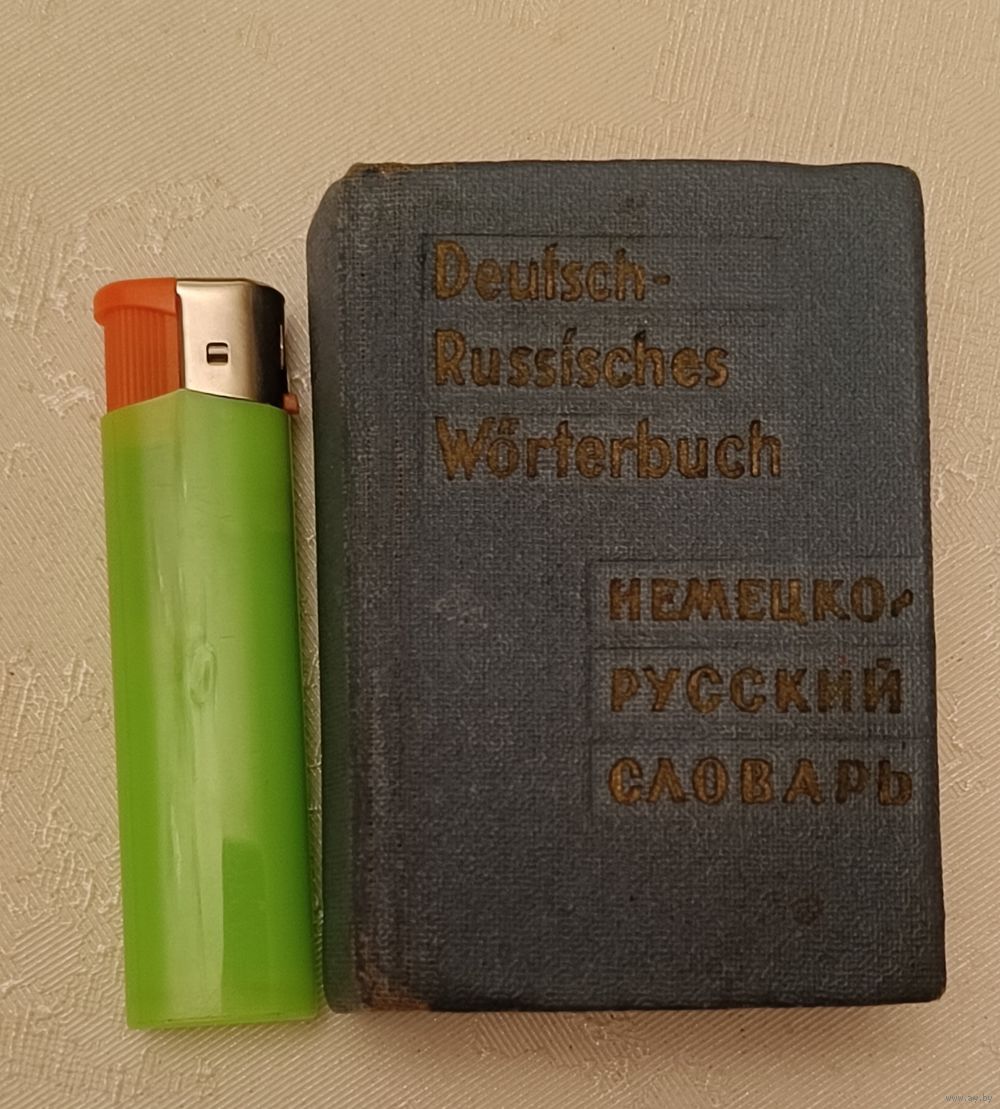 Deutsch-
Russisches
Wörterbuch
НЕМЕЦКО-
РУССКИЙ
СЛОВАРЬ
www.ay.by